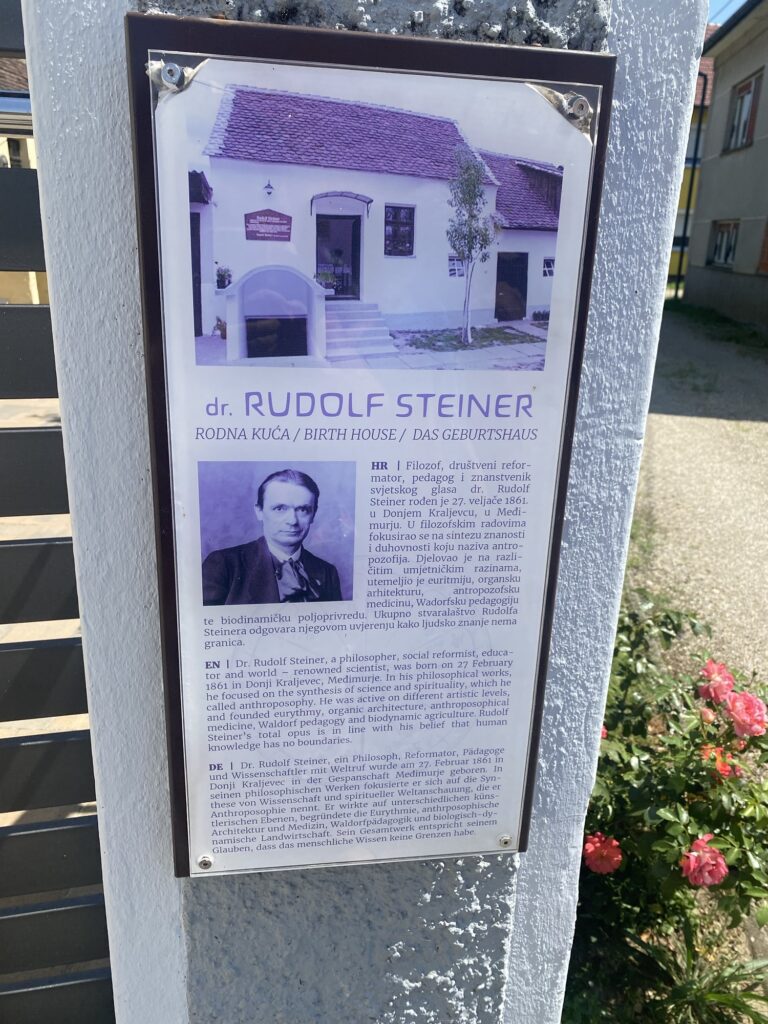 Rudolf Steiner
dr. RUDOLF STEINER
RODNA KUĆA / BIRTH HOUSE / DAS GEBURTSHAUS
HR | Filozof, društveni refor-
mator, pedagog i znanstvenik
svjetskog glasa dr. Rudolf
Steiner rođen je 27. veljače 1861.
u Donjem Kraljevcu, u Međi-
murju. U filozofskim radovima
fokusirao se na sintezu znanosti
i duhovnosti koju naziva antro-
pozofija. Djelovao je na razli-
čitim umjetničkim razinama,
utemeljio je euritmiju, organsku
arhitekturu, antropozofsku
medicinu, Wadorfsku pedagogiju
te biodinamičku poljoprivredu. Ukupno stvaralaštvo Rudolfa
Steinera odgovara njegovom uvjerenju kako ljudsko znanje nema
granica.
EN | Dr. Rudolf Steiner, a philosopher, social reformist, educa-
tor and world – renowned scientist, was born on 27 February
1861 in Donji Kraljevec, Međimurje. In his philosophical works,
he focused on the synthesis of science and spirituality, which he
called anthroposophy. He was active on different artistic levels,
and founded eurythmy, organic architecture, anthroposophical
medicine, Waldorf pedagogy and biodynamic agriculture. Rudolf
Steiner's total opus is in line with his belief that human
knowledge has no boundaries.
DE | Dr. Rudolf Steiner, ein Philosoph, Reformator, Pädagoge
und Wissenschaftler mit Weltruf wurde am 27. Februar 1861 in
Donji Kraljevec in der Gespanschaft Međimurje geboren. In
seinen philosophischen Werken fokusierte er sich auf die Syn-
these von Wissenschaft und spiritueller Weltanschauung, die er
Anthroposophie nennt. Er wirkte auf unterschiedlichen küns-
tlerischen Ebenen, begründete die Eurythmie, anthroposophische
Architektur und Medizin, Waldorfpädagogik und biologisch-dy-
namische Landwirtschaft. Sein Gesamtwerk entspricht seinem
Glauben, dass das menschliche Wissen keine Grenzen habe.